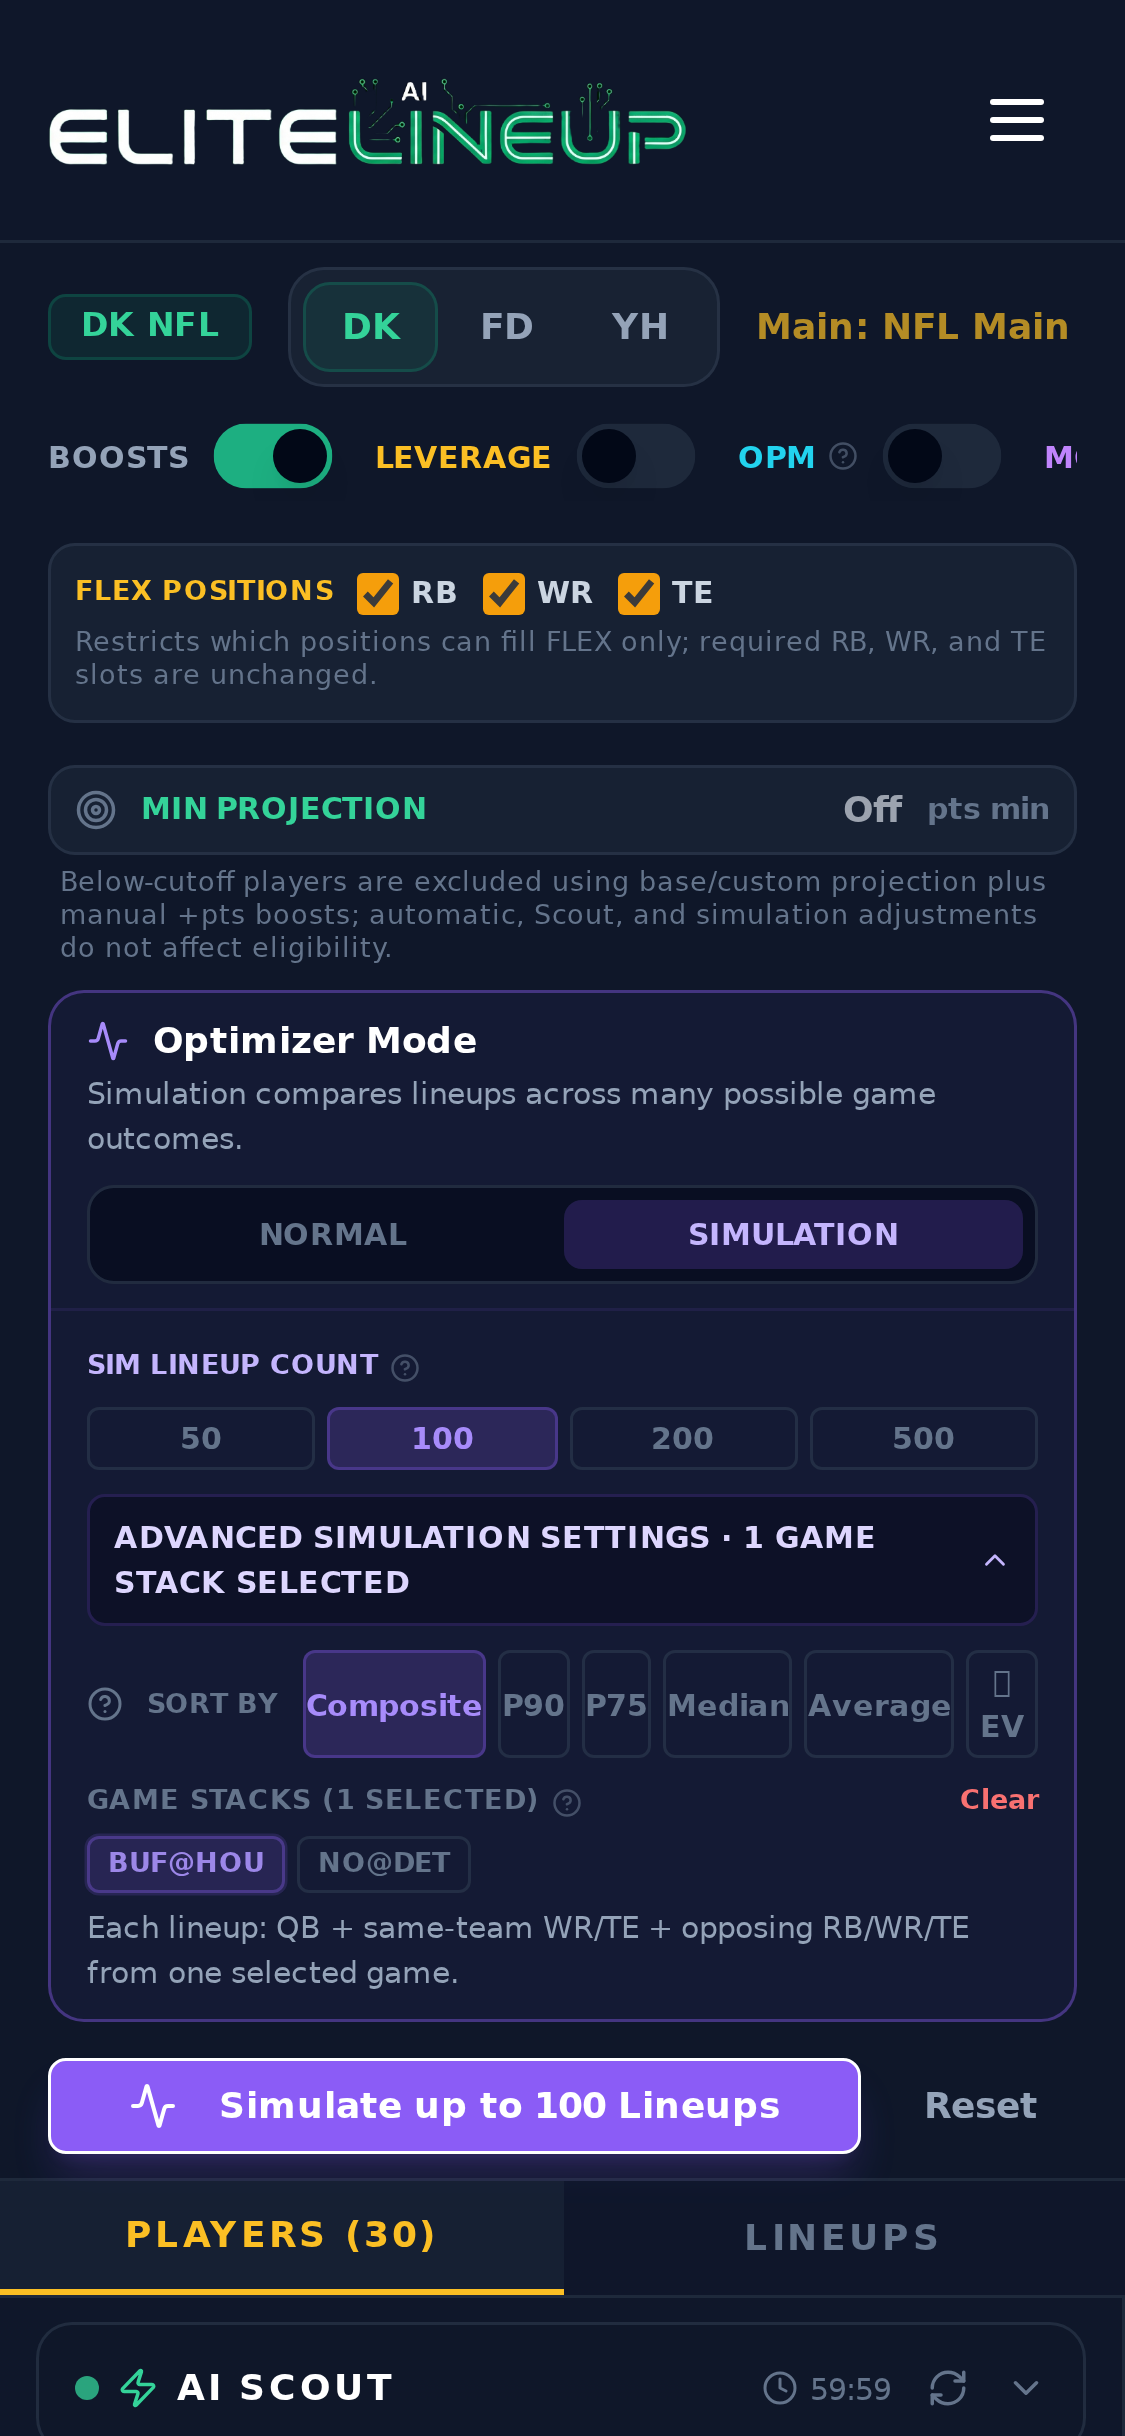 AI
ELITELINEUP
DK NFL
DK FD YH
Main: NFL Main
BOOSTS LEVERAGE OPM
FLEX POSITIONS RB WR TE
Restricts which positions can fill FLEX only; required RB, WR, and TE
slots are unchanged.
MIN PROJECTION Off pts min
Below-cutoff players are excluded using base/custom projection plus
manual +pts boosts; automatic, Scout, and simulation adjustments
do not affect eligibility.
Optimizer Mode
Simulation compares lineups across many possible game
outcomes.
NORMAL SIMULATION
SIM LINEUP COUNT
50 100 200 500
ADVANCED SIMULATION SETTINGS · 1 GAME
STACK SELECTED
SORT BY Composite P90 P75 Median Average EV
GAME STACKS (1 SELECTED) Clear
BUF@HOU NO@DET
Each lineup: QB + same-team WR/TE + opposing RB/WR/TE
from one selected game.
Simulate up to 100 Lineups Reset
PLAYERS (30) LINEUPS
AI SCOUT 59:59